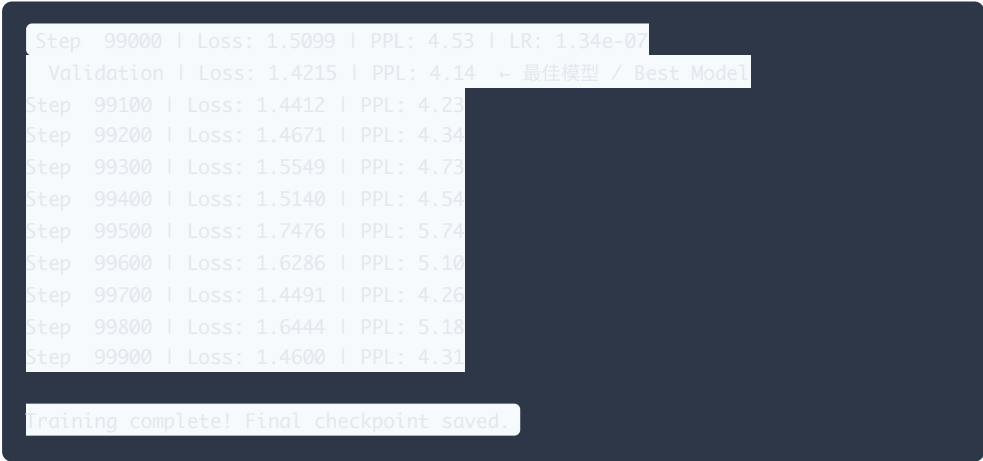 Step  99000 | Loss: 1.5099 | PPL: 4.53 | LR: 1.34e-07
Validation | Loss: 1.4215 | PPL: 4.14  ← 最佳模型 / Best Model
Step  99100 | Loss: 1.4412 | PPL: 4.23
Step  99200 | Loss: 1.4671 | PPL: 4.34
Step  99300 | Loss: 1.5549 | PPL: 4.73
Step  99400 | Loss: 1.5140 | PPL: 4.54
Step  99500 | Loss: 1.7476 | PPL: 5.74
Step  99600 | Loss: 1.6286 | PPL: 5.10
Step  99700 | Loss: 1.4491 | PPL: 4.26
Step  99800 | Loss: 1.6444 | PPL: 5.18
Step  99900 | Loss: 1.4600 | PPL: 4.31
Training complete! Final checkpoint saved.